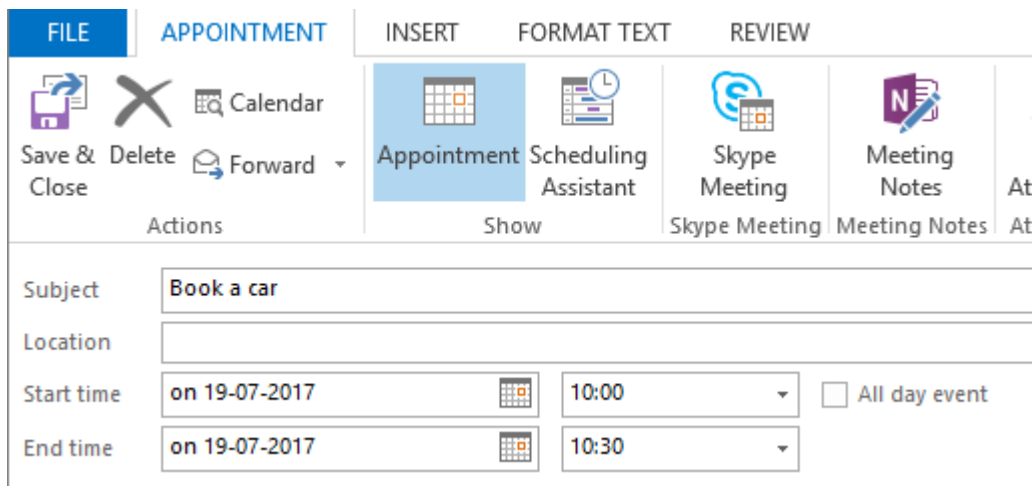 FILE APPOINTMENT INSERT FORMAT TEXT REVIEW
Calendar
Save & Delete Forward Appointment Scheduling Skype Meeting
Close Assistant Meeting Notes At
Actions Show Skype Meeting Meeting Notes At
Subject Book a car
Location
Start time on 19-07-2017 10:00 All day event
End time on 19-07-2017 10:30